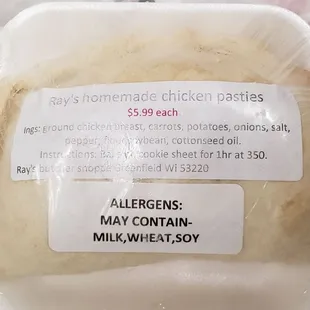 Ray's homemade chicken pasties
$5.99 each
Ings: ground chicken breast, carrots, potatoes, onions, salt,
pepper, soybean, cottonseed oil.
Instructions: Bake cookie sheet for 1hr at 350.
Ray's butcher shoppe Greenfield WI 53220
ALLERGENS:
MAY CONTAIN-
MILK,WHEAT,SOY